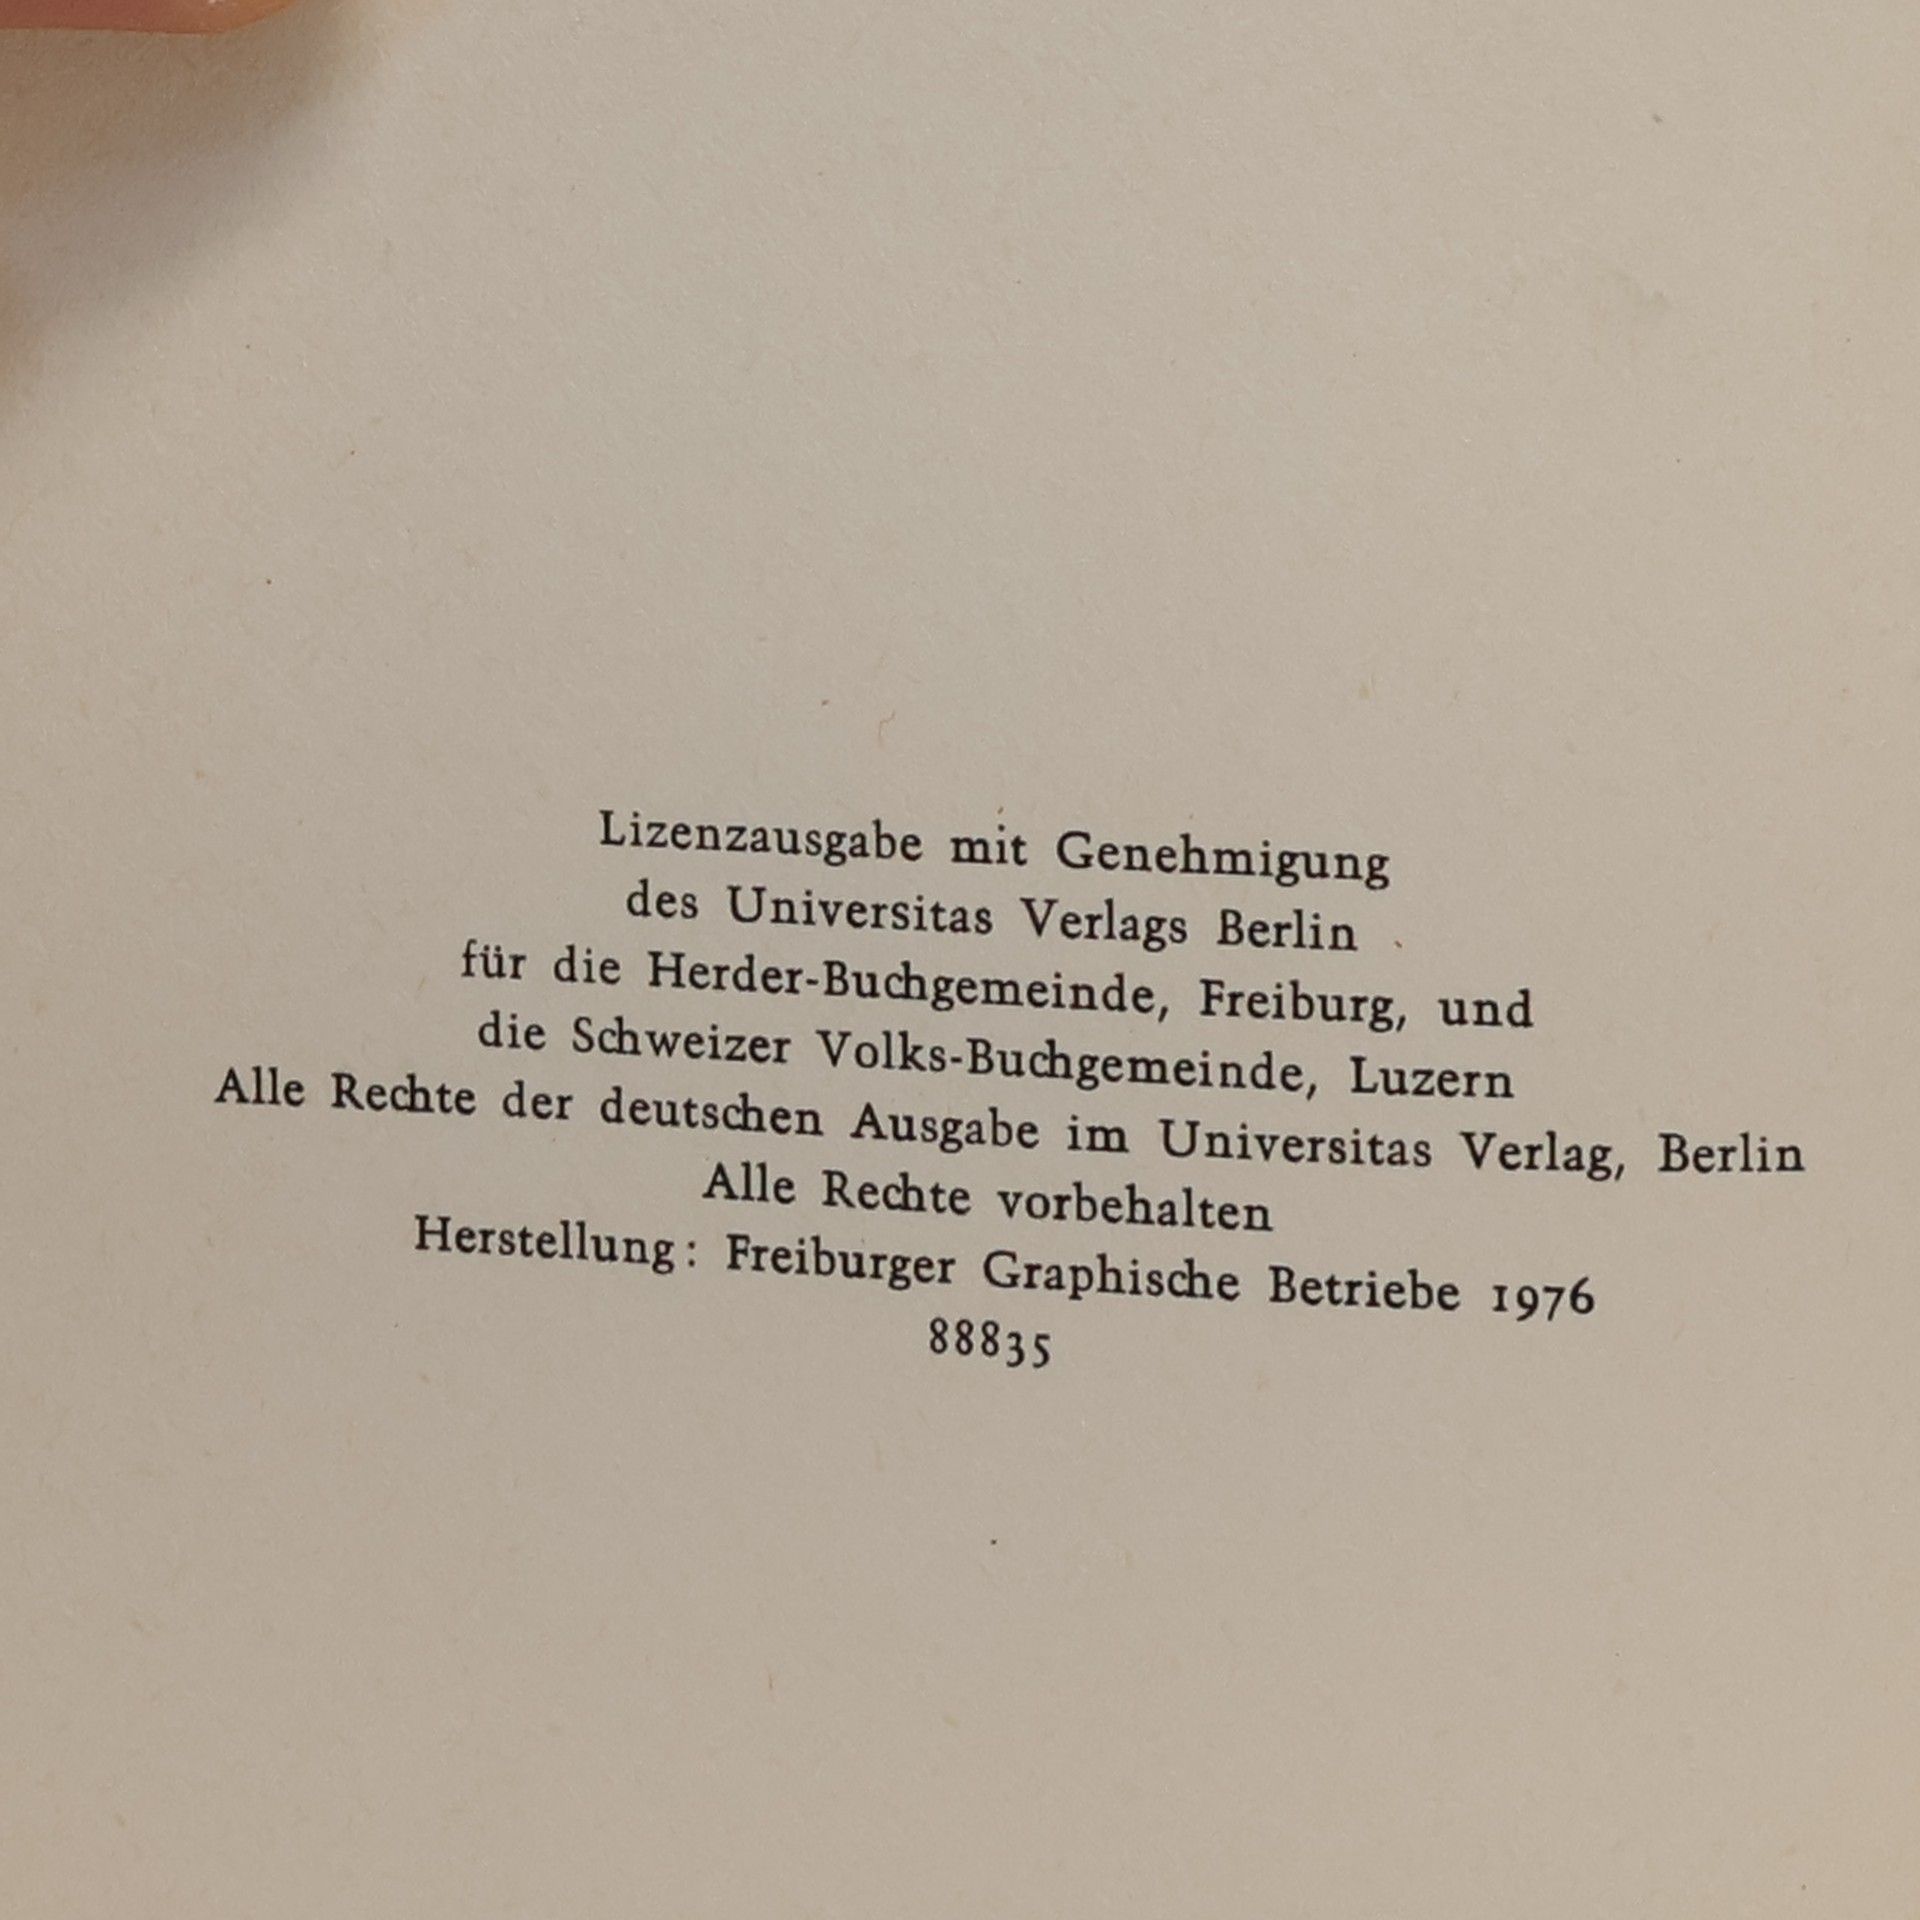 Lizenzausgabe mit Genehmigung
des Universitas Verlags Berlin
für die Herder-Buchgemeinde, Freiburg, und
die Schweizer Volks-Buchgemeinde, Luzern
Alle Rechte der deutschen Ausgabe im Universitas Verlag, Berlin
Alle Rechte vorbehalten
Herstellung: Freiburger Graphische Betriebe 1976
88835